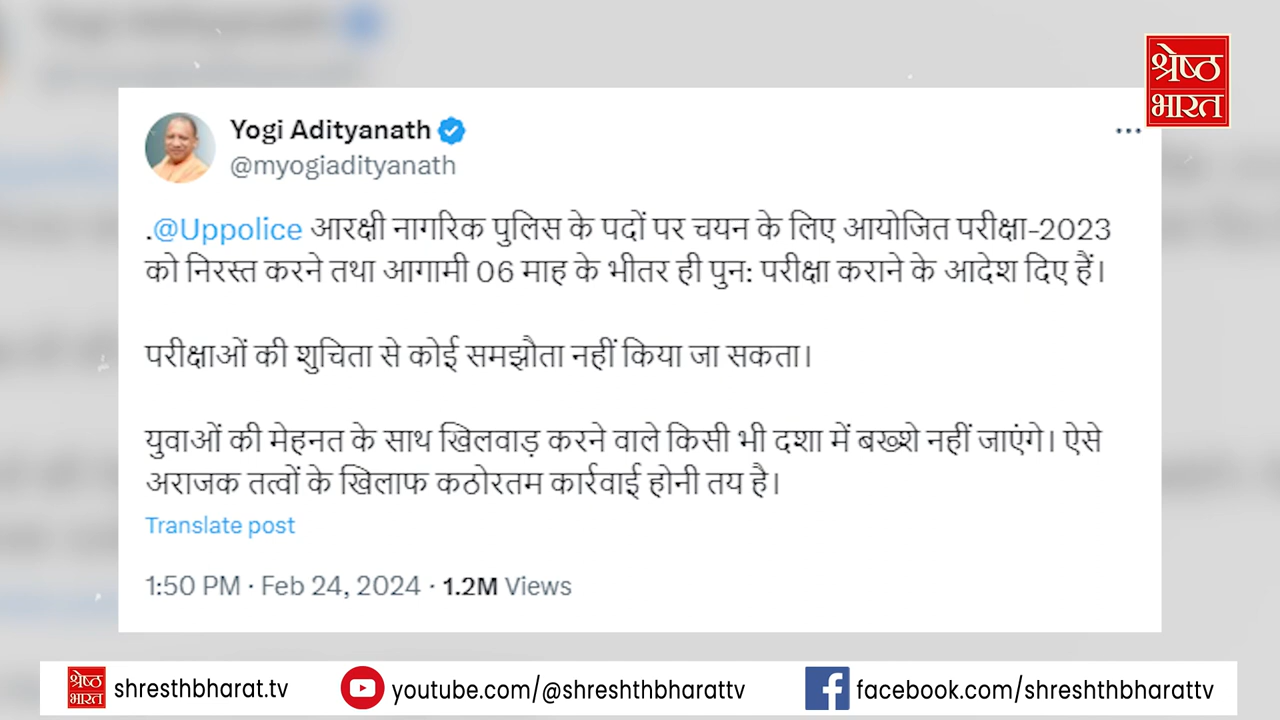 श्रेष्ठ
भारत
Yogi Adityanath
@myogiadityanath
.@Uppolice आरक्षी नागरिक पुलिस के पदों पर चयन के लिए आयोजित परीक्षा-2023
को निरस्त करने तथा आगामी 06 माह के भीतर ही पुन: परीक्षा कराने के आदेश दिए हैं।
परीक्षाओं की शुचिता से कोई समझौता नहीं किया जा सकता।
युवाओं की मेहनत के साथ खिलवाड़ करने वाले किसी भी दशा में बख्शे नहीं जाएंगे। ऐसे
अराजक तत्वों के खिलाफ कठोरतम कार्रवाई होनी तय है।
Translate post
1:50 PM · Feb 24, 2024 · 1.2M Views
श्रेष्ठ
भारत
shresthbharat.tv
youtube.com/@shreshthbharattv
facebook.com/shreshthbharattv